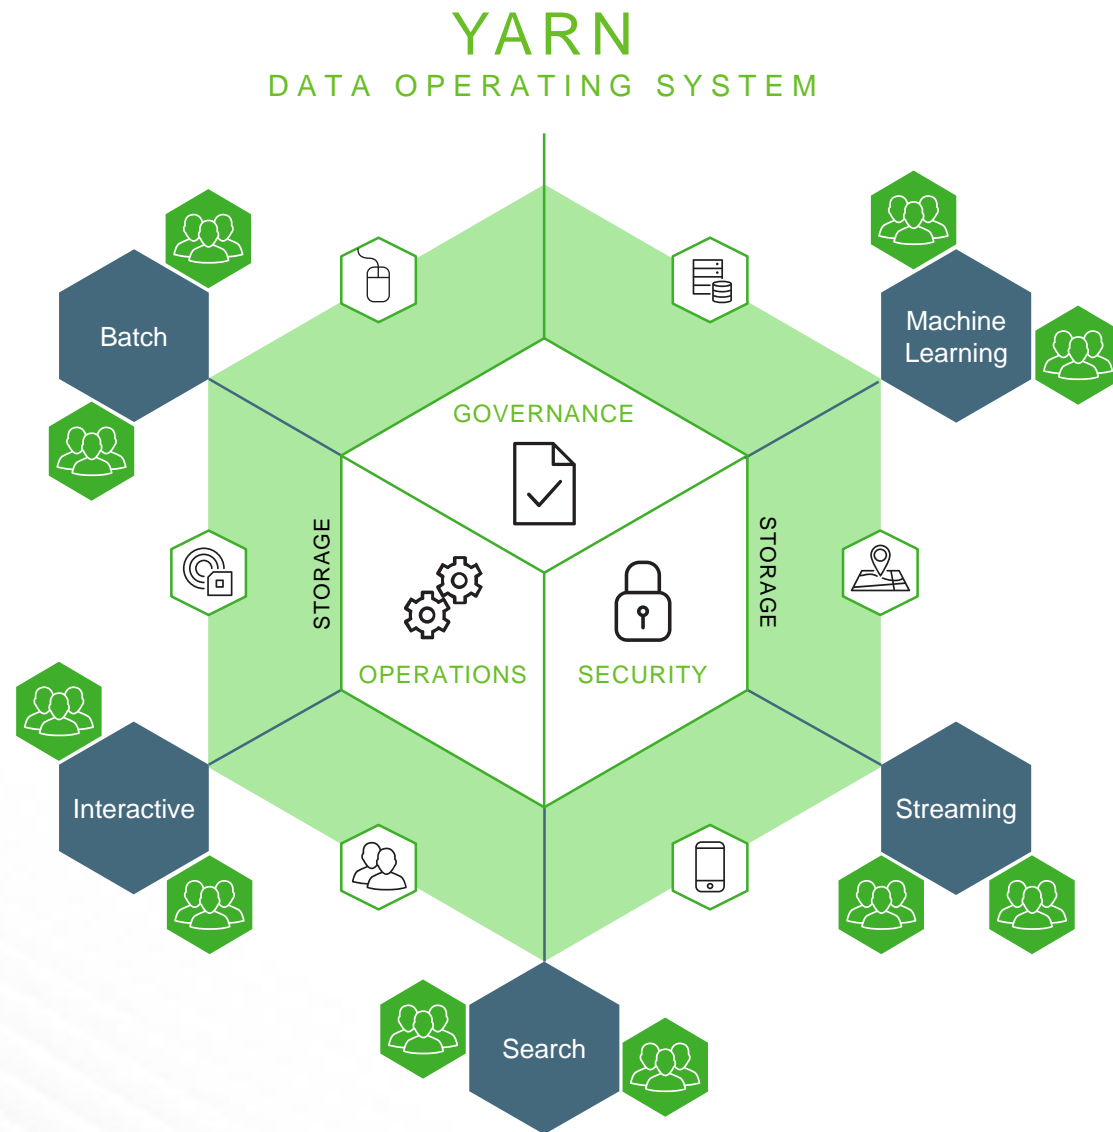 YARN
DATA OPERATING SYSTEM
Batch
Machine
Learning
GOVERNANCE
STORAGE
STORAGE
OPERATIONS
SECURITY
Interactive
Streaming
Search